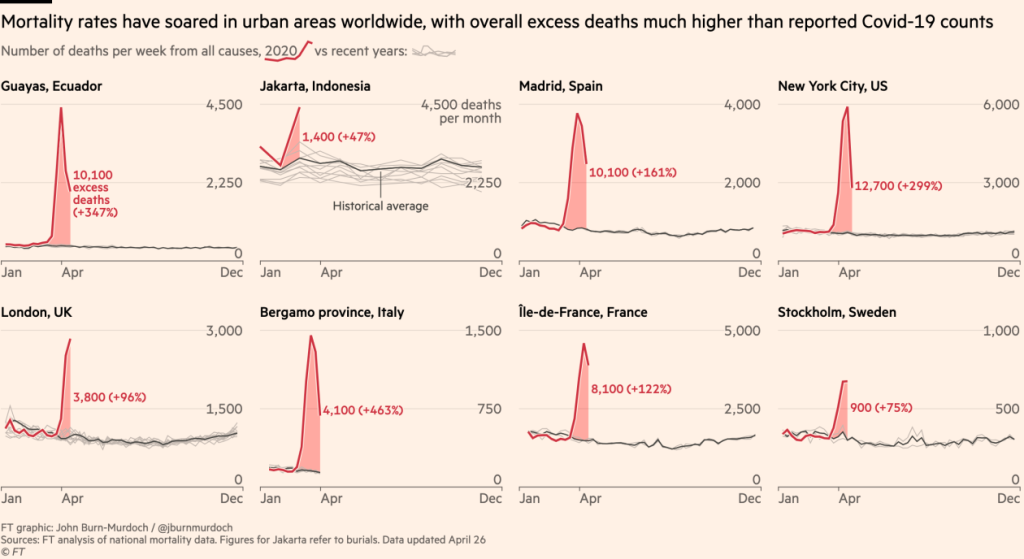 Mortality rates have soared in urban areas worldwide, with overall excess deaths much higher than reported Covid-19 counts
Number of deaths per week from all causes, 2020 vs recent years:
Guayas, Ecuador
4,500
10,100
excess
deaths
(+347%)
2,250
0
Jan
Apr
Dec
Jakarta, Indonesia
4,500 deaths
per month
1,400 (+47%)
2,250
Historical average
0
Jan
Apr
Dec
Madrid, Spain
4,000
10,100 (+161%)
2,000
0
Jan
Apr
Dec
New York City, US
6,000
3,000
12,700 (+299%)
0
Jan
Apr
Dec
London, UK
3,000
3,800 (+96%)
1,500
0
Jan
Apr
Dec
Bergamo province, Italy
1,500
4,100 (+463%)
750
0
Jan
Apr
Dec
Île-de-France, France
5,000
8,100 (+122%)
2,500
0
Jan
Apr
Dec
Stockholm, Sweden
1,000
900 (+75%)
500
0
Jan
Apr
Dec
FT graphic: John Burn-Murdoch / @jburnmurdoch
Sources: FT analysis of national mortality data. Figures for Jakarta refer to burials. Data updated April 26
© FT